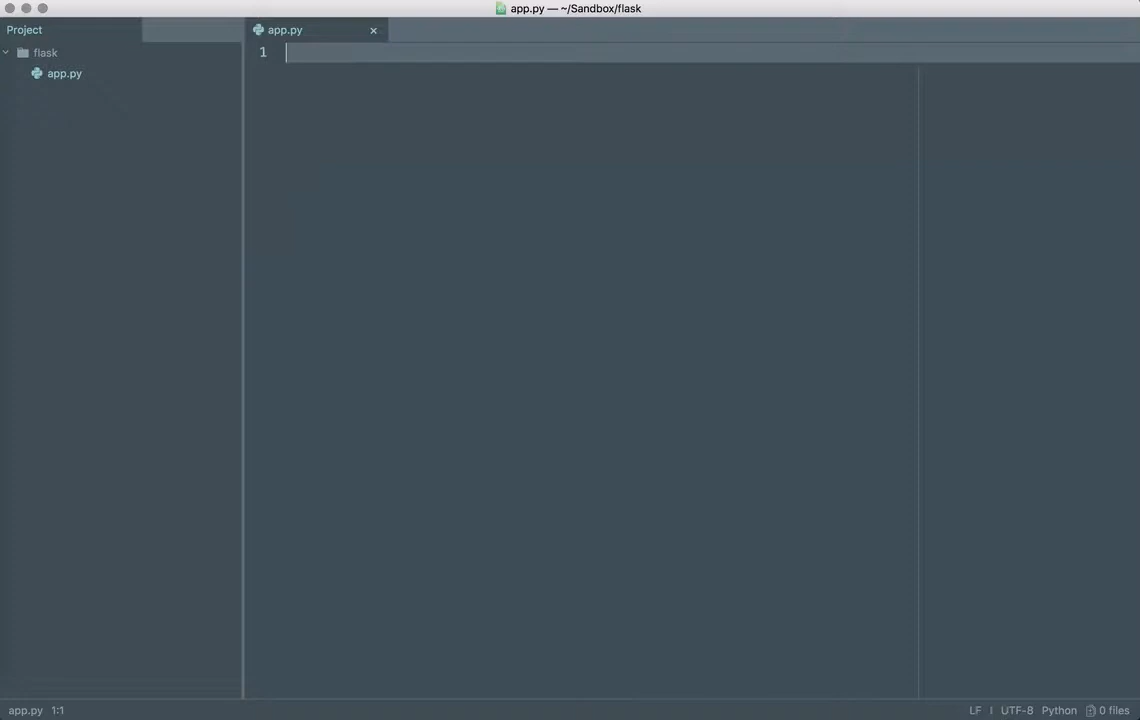 app.py — ~/Sandbox/flask
Project
app.py
flask
1
app.py
app.py 1:1
LF UTF-8 Python 0 files